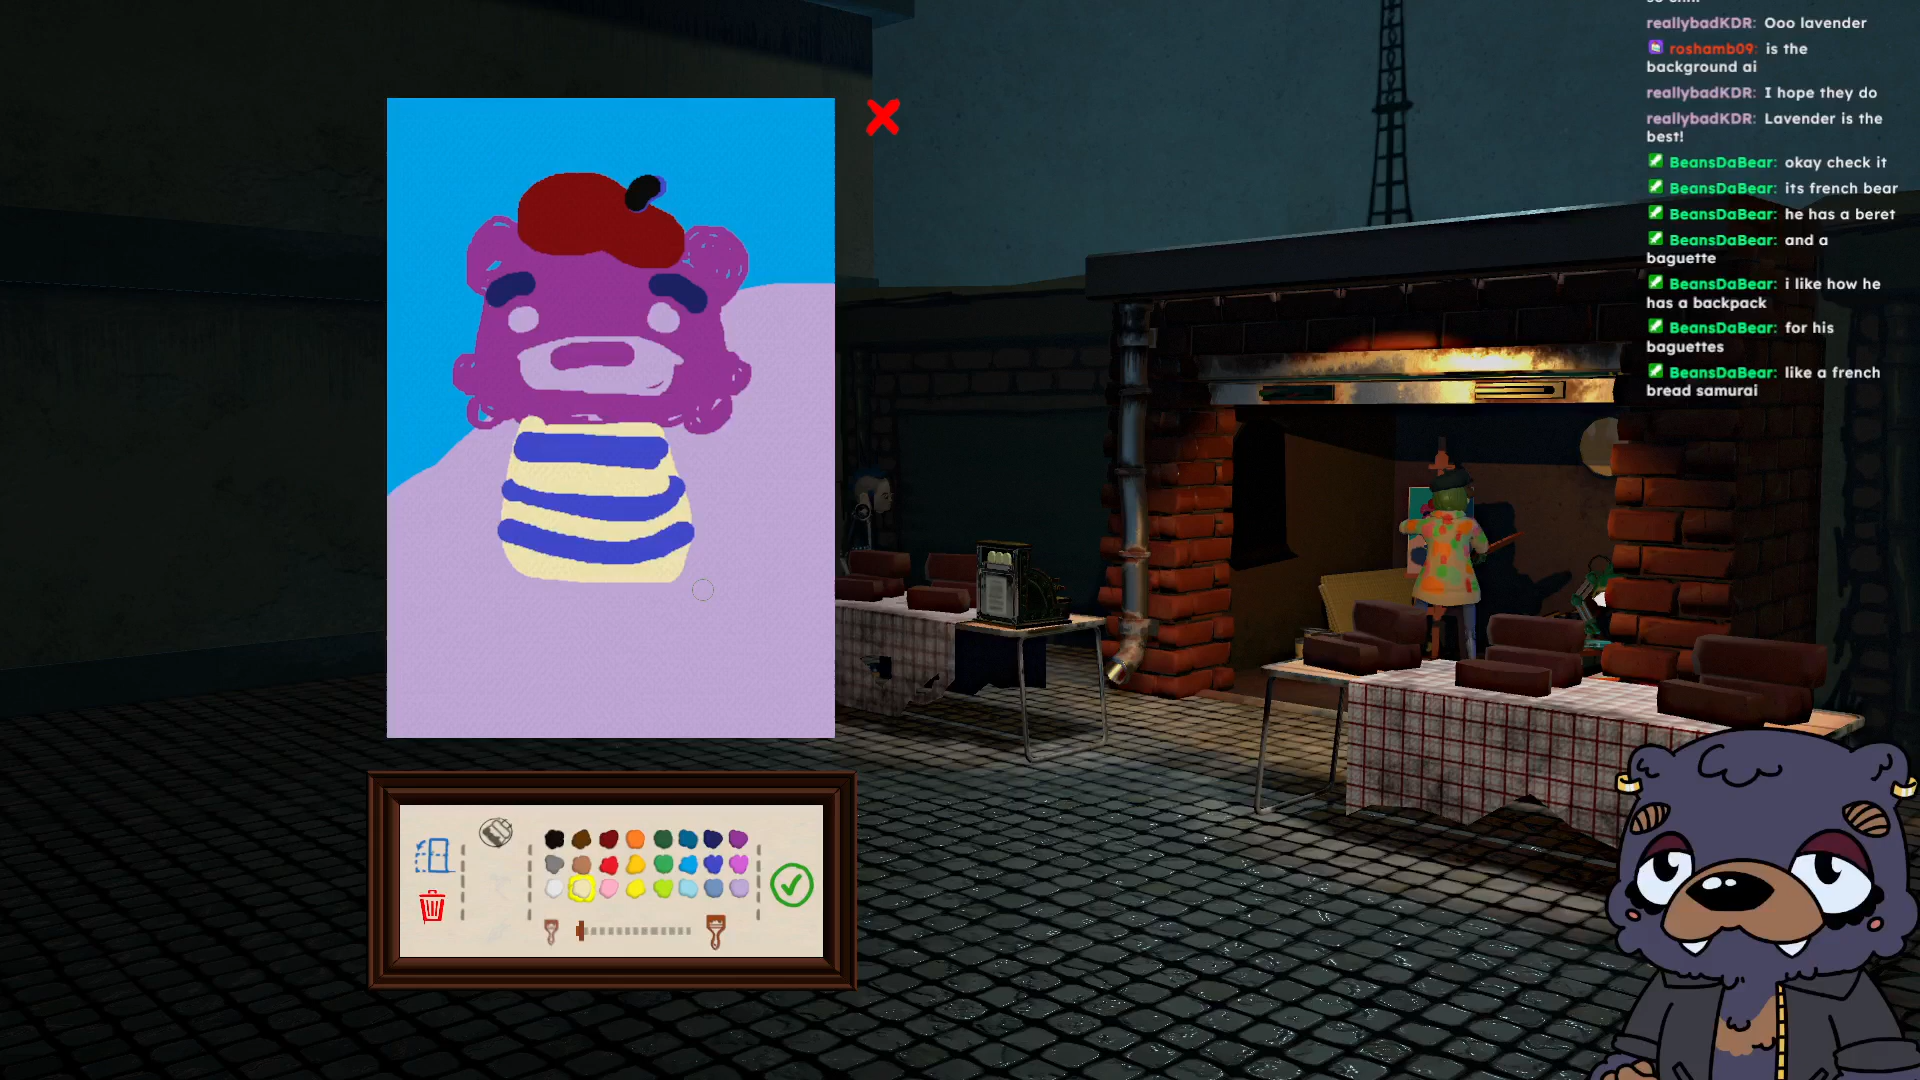 reallybadKDR: Ooo lavender
roshamb09: is the
background ai
reallybadKDR: I hope they do
reallybadKDR: Lavender is the
best!
BeansDaBear: okay check it
BeansDaBear: its french bear
BeansDaBear: he has a beret
BeansDaBear: and a
baguette
BeansDaBear: i like how he
has a backpack
BeansDaBear: for his
baguettes
BeansDaBear: like a french
bread samurai